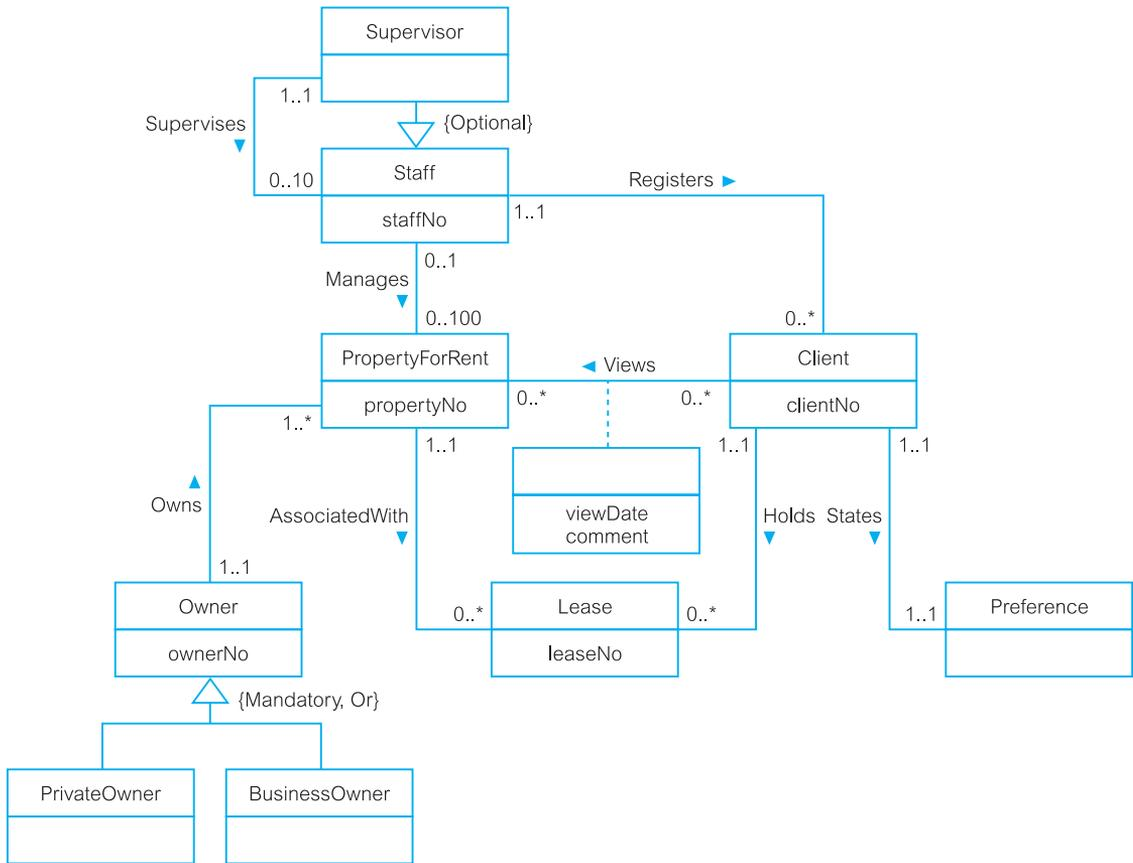 Supervisor
1..1
Supervises ▼
{Optional}
0..10
Staff
Registers ►
staffNo
1..1
0..1
Manages ▼
0..100
0..*
PropertyForRent
◄ Views
Client
propertyNo
0..*
0..*
clientNo
1..*
1..1
1..1
1..1
▲ Owns
AssociatedWith ▼
viewDate
comment
Holds ▼
States ▼
1..1
Owner
0..*
Lease
0..*
1..1
Preference
ownerNo
leaseNo
{Mandatory, Or}
PrivateOwner
BusinessOwner